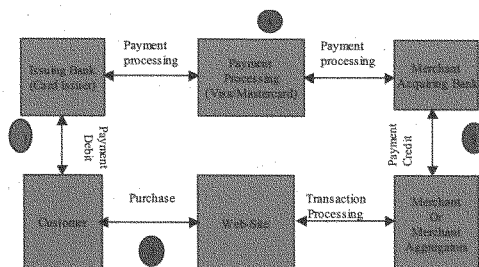 Payment
processing
Payment
processing
Issuing Bank
(Card Issuer)
Payment
Processing
(Visa Mastercard)
Merchant
Acquiring Bank
Payment
Debit
Payment
Credit
Purchase
Transaction
Processing
Customer
Web-Site
Merchant
Or
Merchant
Aggregators